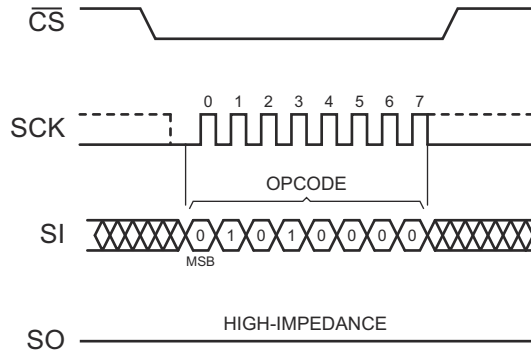 CS
0 1 2 3 4 5 6 7
SCK
OPCODE
SI 0 1 0 1 0 0 0 0
MSB
HIGH-IMPEDANCE
SO